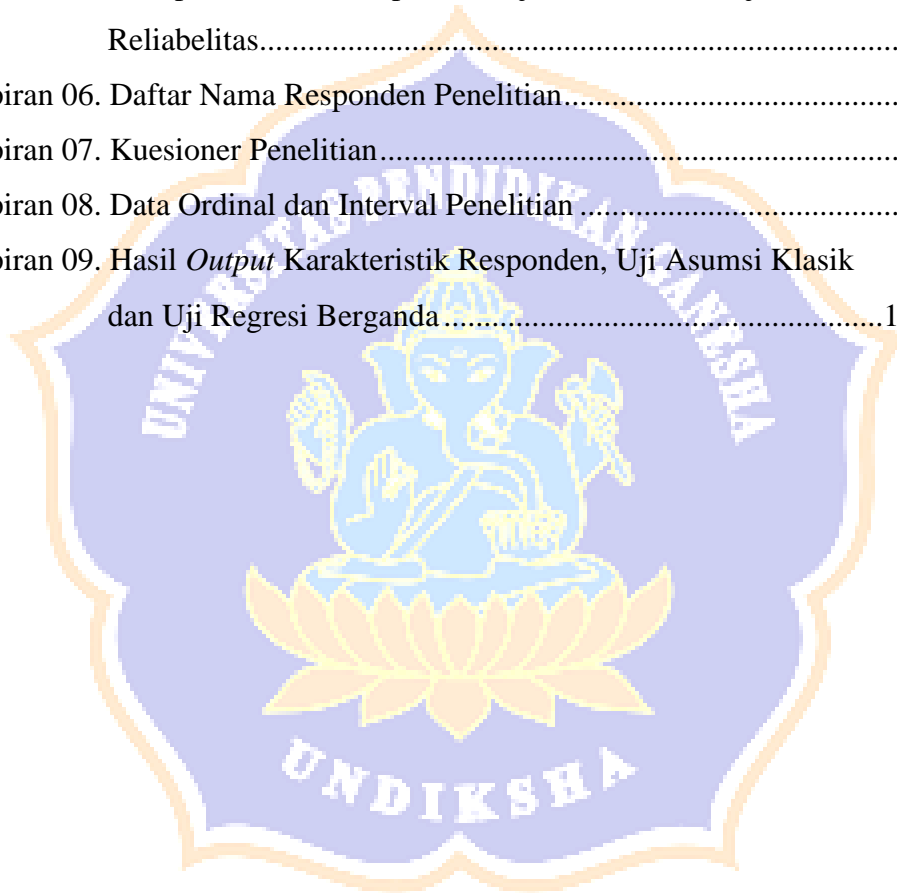 Reliabelitas.................................................................................
piran 06. Daftar Nama Responden Penelitian..........................................
piran 07. Kuesioner Penelitian.................................................................
piran 08. Data Ordinal dan Interval Penelitian ........................................
piran 09. Hasil Output Karakteristik Responden, Uji Asumsi Klasik
dan Uji Regresi Berganda.....................................................1
UNIVERSITAS PENDIDIKAN GANESHA
UNDIKSHA